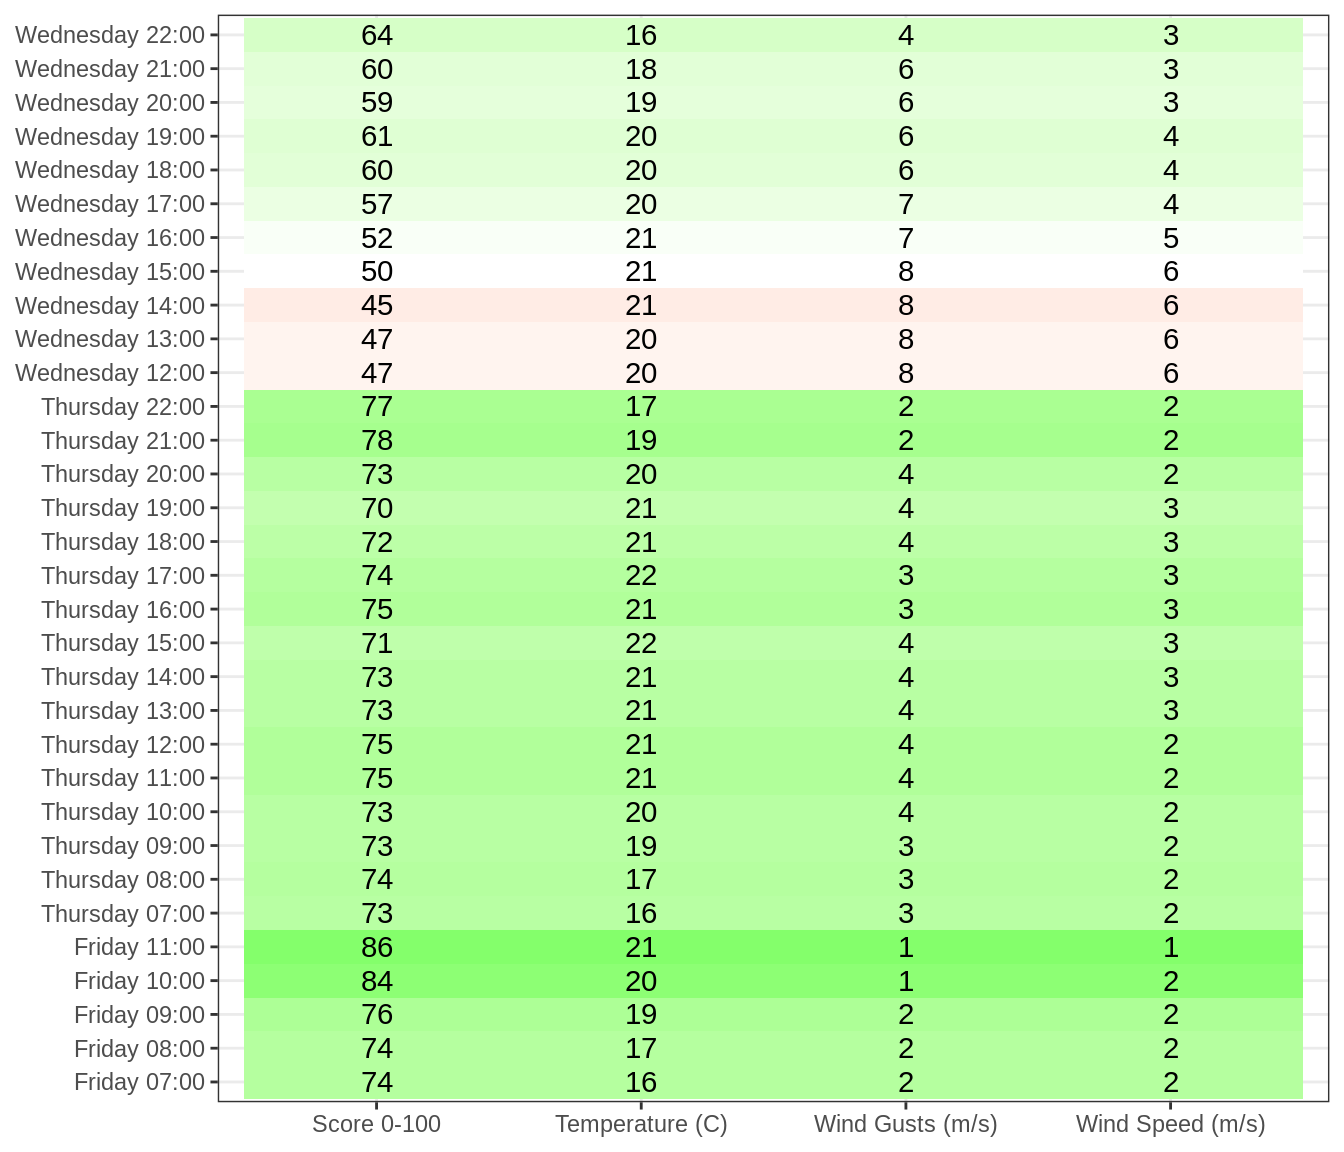 Wednesday 22:00 64 16 4 3
Wednesday 21:00 60 18 6 3
Wednesday 20:00 59 19 6 3
Wednesday 19:00 61 20 6 4
Wednesday 18:00 60 20 6 4
Wednesday 17:00 57 20 7 4
Wednesday 16:00 52 21 7 5
Wednesday 15:00 50 21 8 6
Wednesday 14:00 45 21 8 6
Wednesday 13:00 47 20 8 6
Wednesday 12:00 47 20 8 6
Thursday 22:00 77 17 2 2
Thursday 21:00 78 19 2 2
Thursday 20:00 73 20 4 2
Thursday 19:00 70 21 4 3
Thursday 18:00 72 21 4 3
Thursday 17:00 74 22 3 3
Thursday 16:00 75 21 3 3
Thursday 15:00 71 22 4 3
Thursday 14:00 73 21 4 3
Thursday 13:00 73 21 4 3
Thursday 12:00 75 21 4 2
Thursday 11:00 75 21 4 2
Thursday 10:00 73 20 4 2
Thursday 09:00 73 19 3 2
Thursday 08:00 74 17 3 2
Thursday 07:00 73 16 3 2
Friday 11:00 86 21 1 1
Friday 10:00 84 20 1 2
Friday 09:00 76 19 2 2
Friday 08:00 74 17 2 2
Friday 07:00 74 16 2 2
Score 0-100 Temperature (C) Wind Gusts (m/s) Wind Speed (m/s)